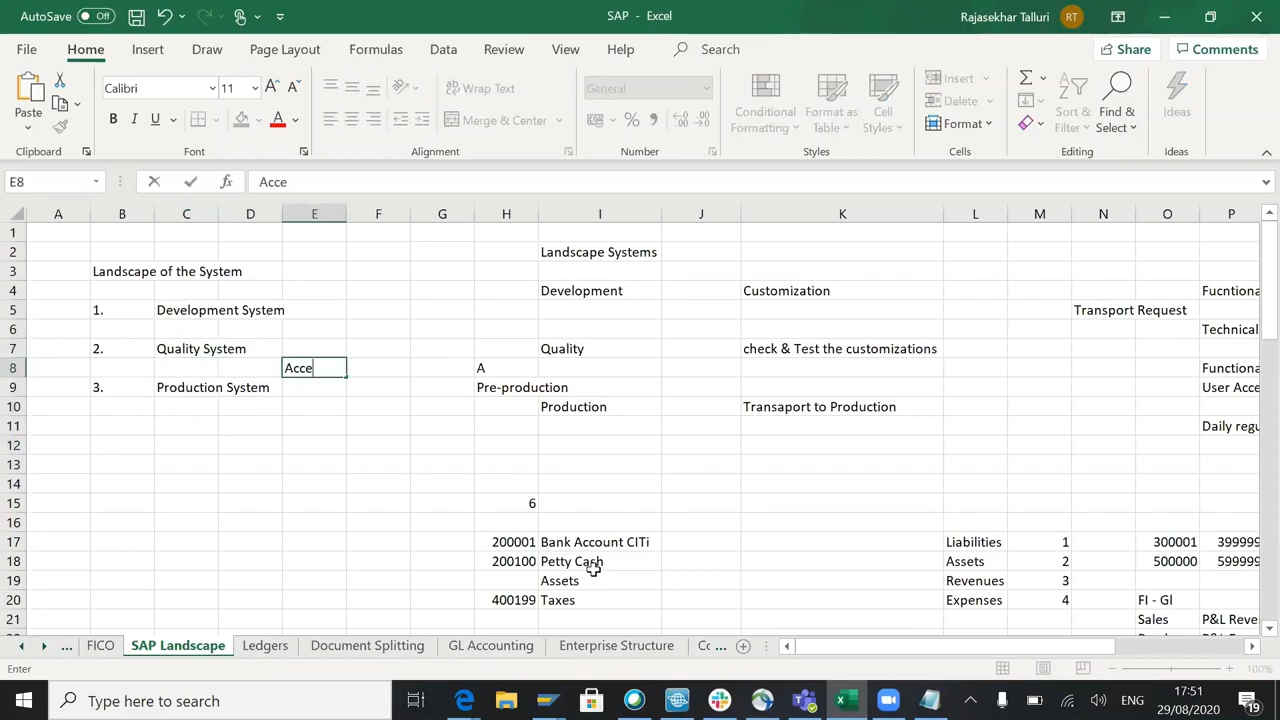 AutoSave Off
SAP - Excel
Rajasekhar Talluri RT
File Home Insert Draw Page Layout Formulas Data Review View Help Search Share Comments
Calibri 11 Wrap Text General Insert
Paste Merge & Center Conditional Formatting Format as Table Cell Styles Delete Sort & Filter Find & Select Ideas
B I U A Format
Clipboard Font Alignment Number Styles Cells Editing Ideas
E8 fx Acce
A B C D E F G H I J K L M N O P
1
2 Landscape Systems
3 Landscape of the System
4 Development Customization Fucntiona
5 1. Development System Transport Request
6 Technical
7 2. Quality System Quality check & Test the customizations
8 Acce A Functiona
9 3. Production System Pre-production User Acce
10 Production Transaport to Production
11 Daily regu
12
13
14
15 6
16
17 200001 Bank Account CITi Liabilities 1 300001 399999
18 200100 Petty Cash Assets 2 500000 599999
19 Assets Revenues 3
20 400199 Taxes Expenses 4 FI - Gl
21 Sales P&L Reve
... FICO SAP Landscape Ledgers Document Splitting GL Accounting Enterprise Structure Cc ...
Enter 100%
Type here to search ENG 17:51
29/08/2020 19